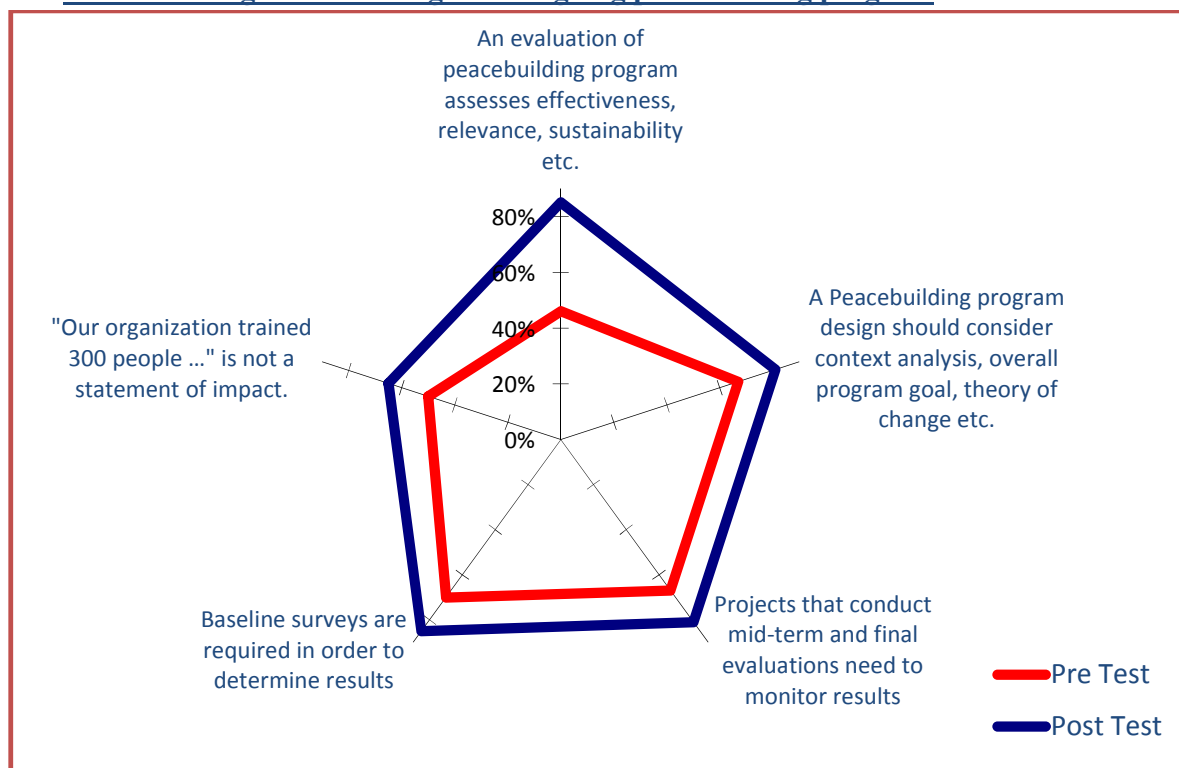 An evaluation of
peacebuilding program
assesses effectiveness,
relevance, sustainability
etc.
80%
60%
40%
20%
0%
A Peacebuilding program
design should consider
context analysis, overall
program goal, theory of
change etc.
"Our organization trained
300 people ..." is not a
statement of impact.
Baseline surveys are
required in order to
determine results
Projects that conduct
mid-term and final
evaluations need to
monitor results
Pre Test
Post Test